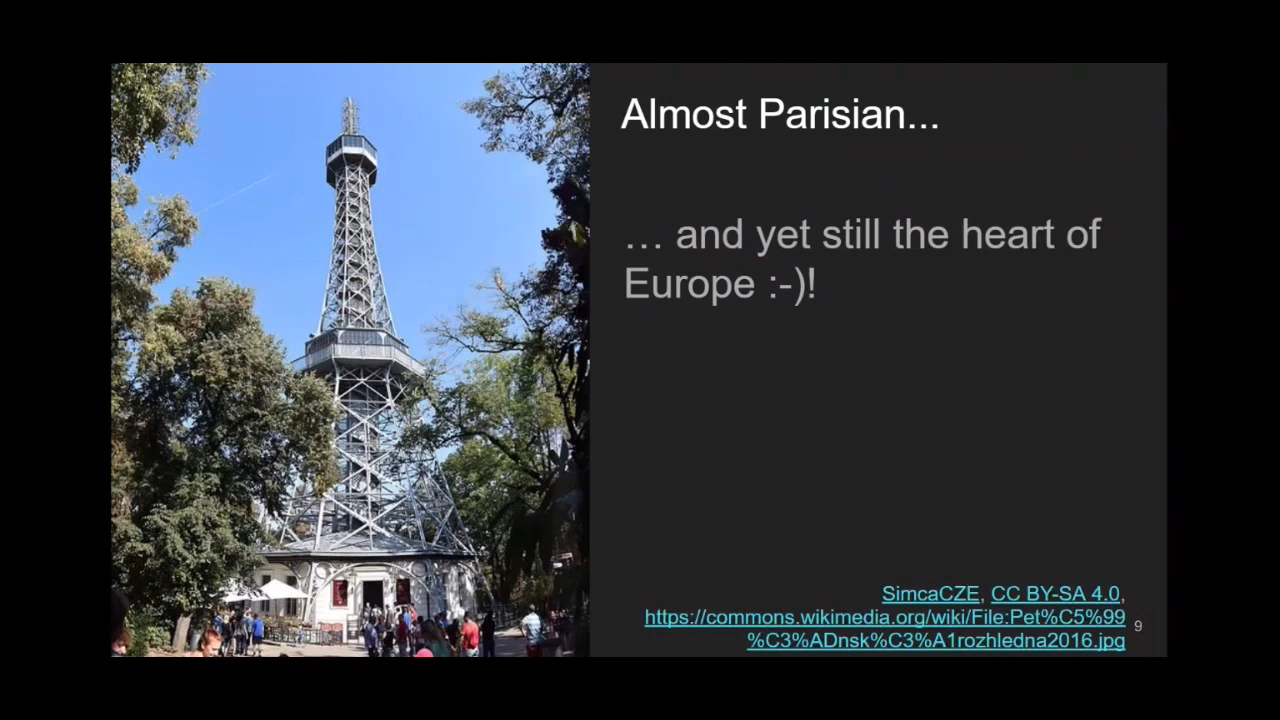 Almost Parisian...
… and yet still the heart of
Europe :-)!
SimcaCZE, CC BY-SA 4.0,
https://commons.wikimedia.org/wiki/File:Pet%C5%99
%C3%ADnsk%C3%A1rozhledna2016.jpg
9